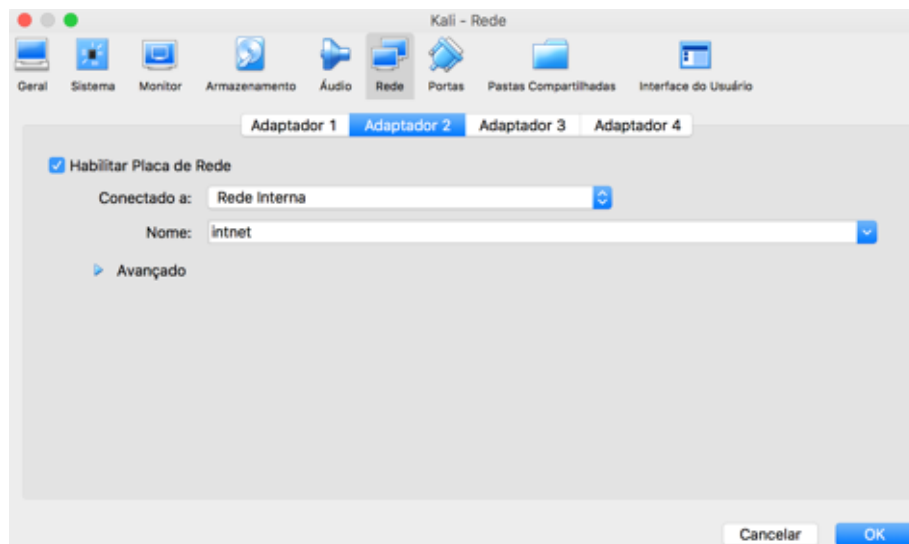 Kali - Rede
Geral Sistema Monitor Armazenamento Áudio Rede Portas Pastas Compartilhadas Interface do Usuário
Adaptador 1 Adaptador 2 Adaptador 3 Adaptador 4
Habilitar Placa de Rede
Conectado a: Rede Interna
Nome: intnet
Avançado
Cancelar OK